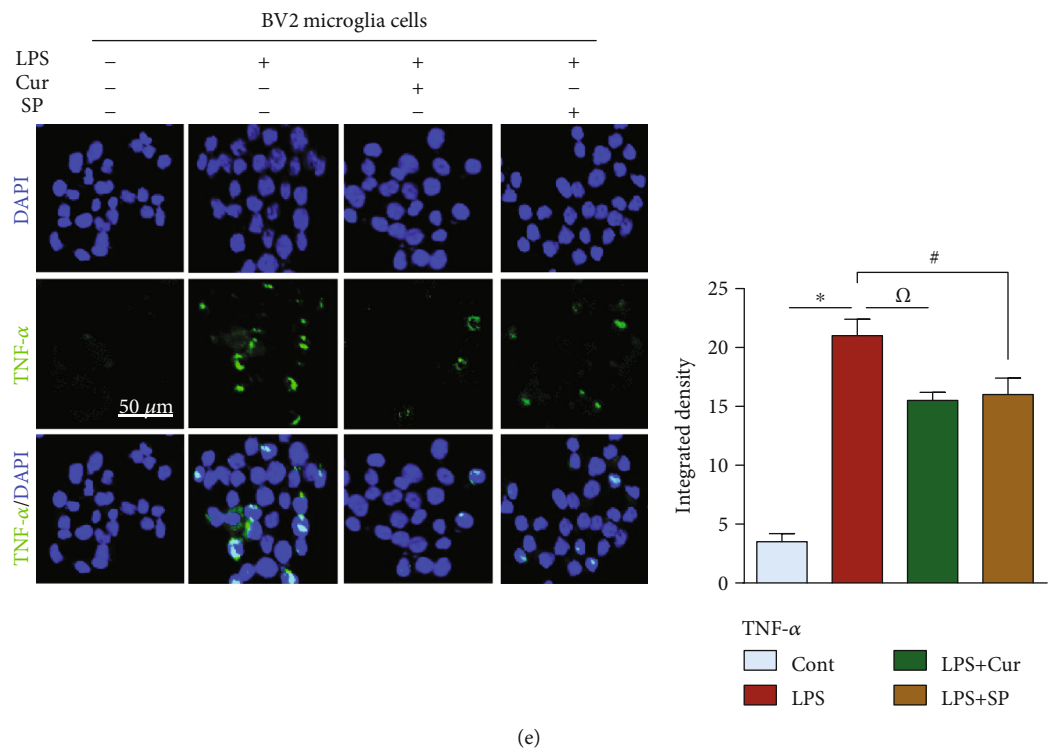 BV2 microglia cells
LPS – + + +
Cur – – + –
SP – – – +
DAPI
TNF-α
50 μm
TNF-α/DAPI
Integrated density
25
20
15
10
5
0
* Ω #
TNF-α
Cont
LPS
LPS+Cur
LPS+SP
(e)